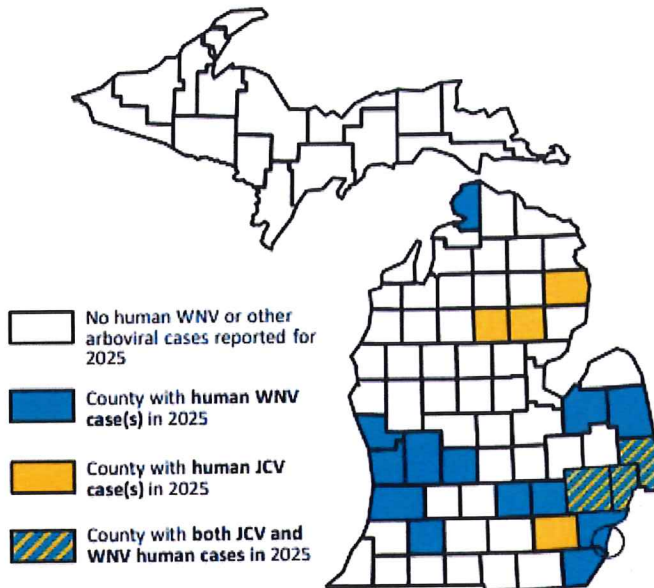 No human WNV or other
arboviral cases reported for
2025
County with human WNV
case(s) in 2025
County with human JCV
case(s) in 2025
County with both JCV and
WNV human cases in 2025